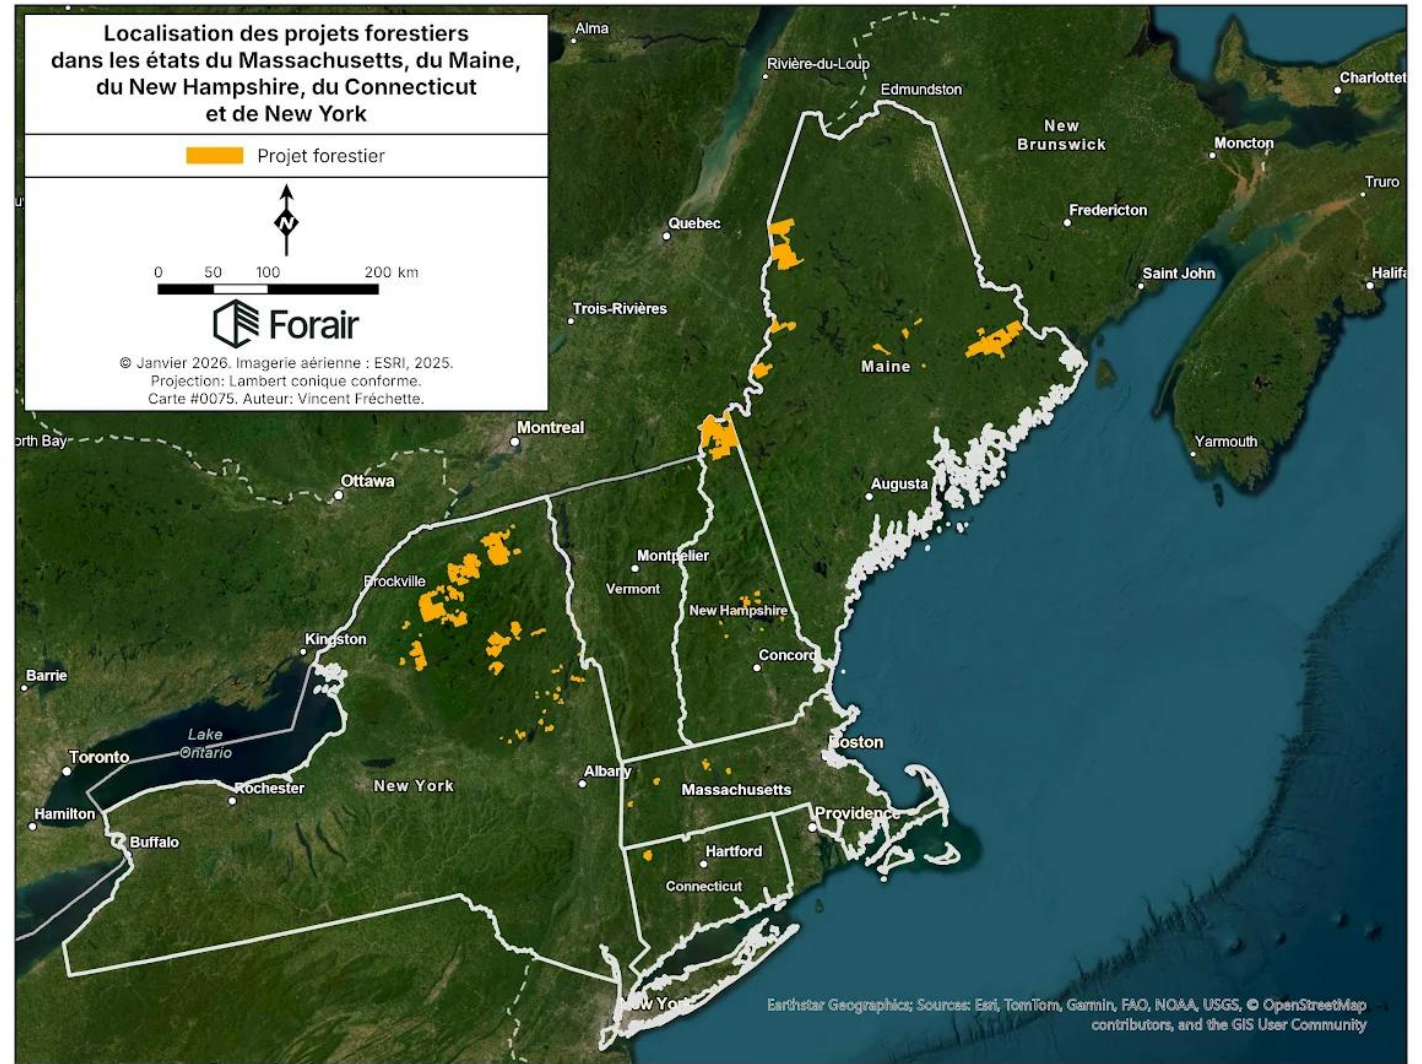 Localisation des projets forestiers
dans les états du Massachusetts, du Maine,
du New Hampshire, du Connecticut
et de New York
Projet forestier
N
0 50 100 200 km
Forair
© Janvier 2026. Imagerie aérienne : ESRI, 2025.
Projection: Lambert conique conforme.
Carte #0075. Auteur: Vincent Fréchette.
Alma
Rivière-du-Loup
Edmundston
Charlottet
New
Brunswick
Moncton
Truro
Quebec
Fredericton
Saint John
Halifa
Trois-Rivières
Maine
Montreal
orth Bay
Yarmouth
Ottawa
Augusta
Montpelier
Brockville
Vermont
New Hampshire
Kingston
Concord
Barrie
Lake
Ontario
Boston
Toronto
Albany
New York
Massachusetts
Rochester
Hamilton
Providence
Buffalo
Hartford
Connecticut
New York
Earthstar Geographics; Sources: Esri, TomTom, Garmin, FAO, NOAA, USGS, © OpenStreetMap
contributors, and the GIS User Community